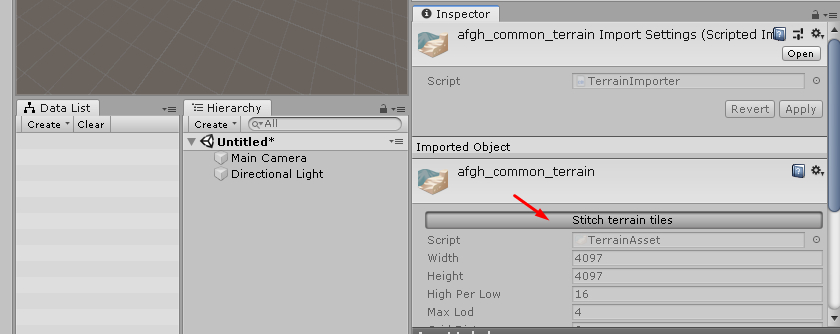 Inspector
afgh_common_terrain Import Settings (Scripted Im
Open
Script TerrainImporter
Revert Apply
Imported Object
afgh_common_terrain
Stitch terrain tiles
Script TerrainAsset
Width 4097
Height 4097
High Per Low 16
Max Lod 4
Data List
Create Clear
Hierarchy
Create All
Untitled*
Main Camera
Directional Light